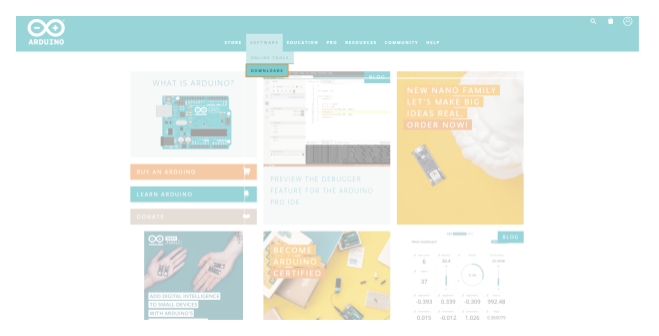 ARDUINO
STORE SOFTWARE EDUCATION PRO RESOURCES COMMUNITY HELP
ONLINE TOOLS
DOWNLOADS
WHAT IS ARDUINO?
BUY AN ARDUINO
LEARN ARDUINO
DONATE
BLOG
PREVIEW THE DEBUGGER
FEATURE FOR THE ARDUINO
PRO IDE
NEW NANO FAMILY
LET'S MAKE BIG
IDEAS REAL.
ORDER NOW!
ADD DIGITAL INTELLIGENCE
TO SMALL DEVICES
WITH ARDUINO'S
BECOME
ARDUINO
CERTIFIED
BLOG
6
37
-0.393 0.339 -0.309 992.48
0.015 -0.012 1.026